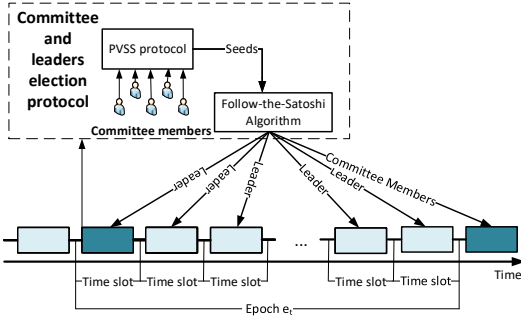 Committee
and
leaders
election
protocol
PVSS protocol
Seeds
Follow-the-Satoshi
Algorithm
Committee members
Leader
Leader
Leader
Leader
Leader
Committee Members
...
Time
Time slot
Time slot
Time slot
Time slot
Time slot
Epoch et